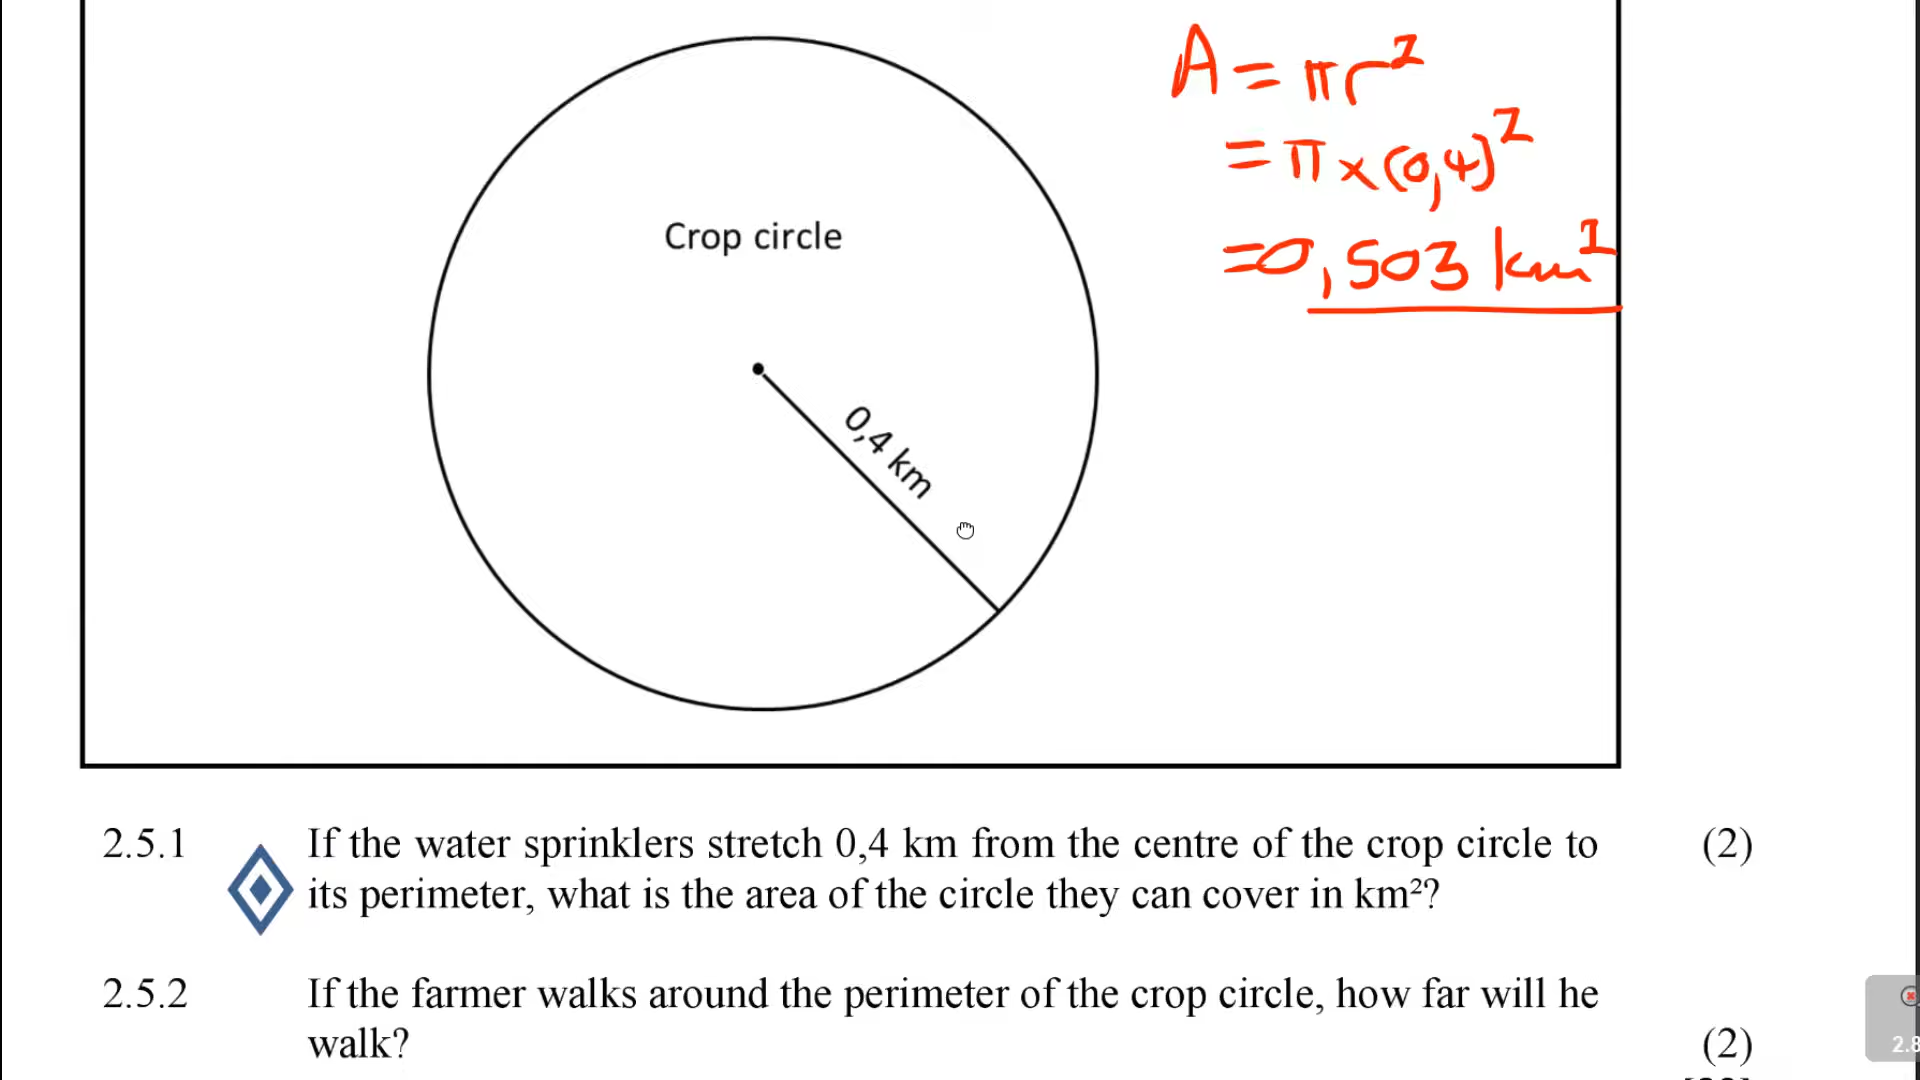 A = πr²
= π × (0,4)²
Crop circle
= 0,503 km²
0,4 km
2.5.1 If the water sprinklers stretch 0,4 km from the centre of the crop circle to (2)
its perimeter, what is the area of the circle they can cover in km²?
2.5.2 If the farmer walks around the perimeter of the crop circle, how far will he
walk? (2)